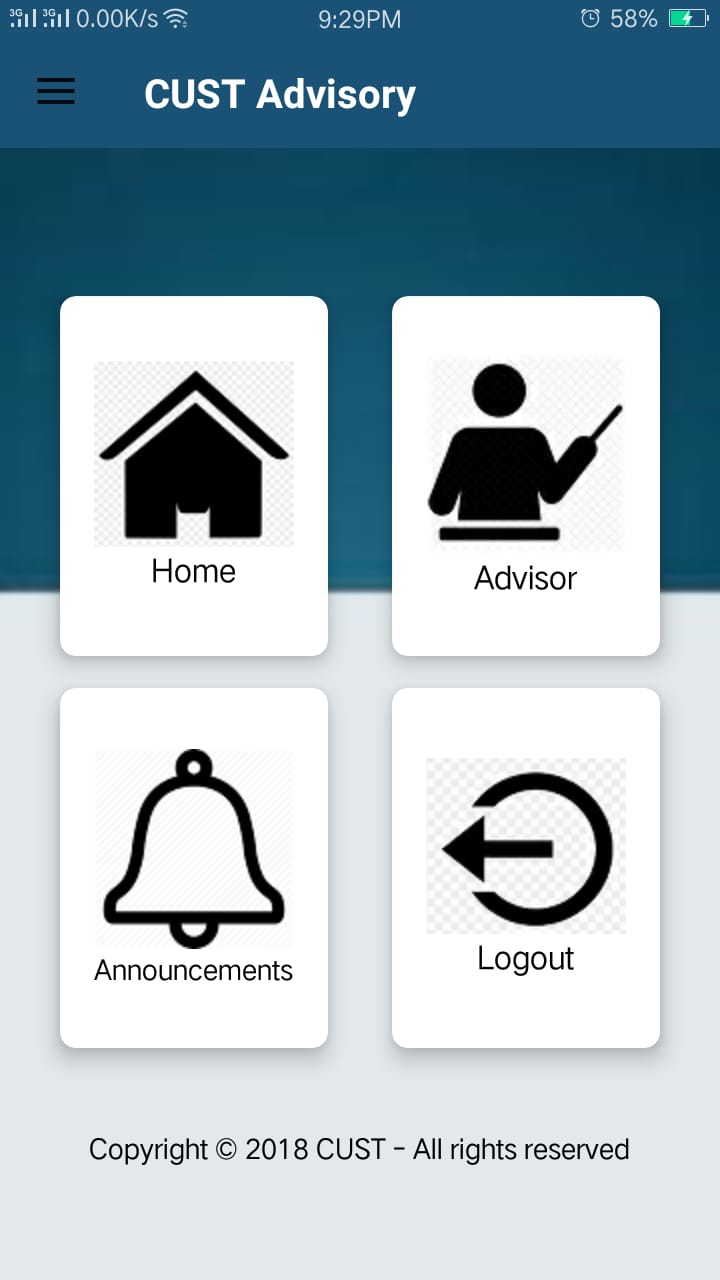 3G 3G 0.00K/s 9:29PM 58%
CUST Advisory
Home
Advisor
Announcements
Logout
Copyright © 2018 CUST - All rights reserved